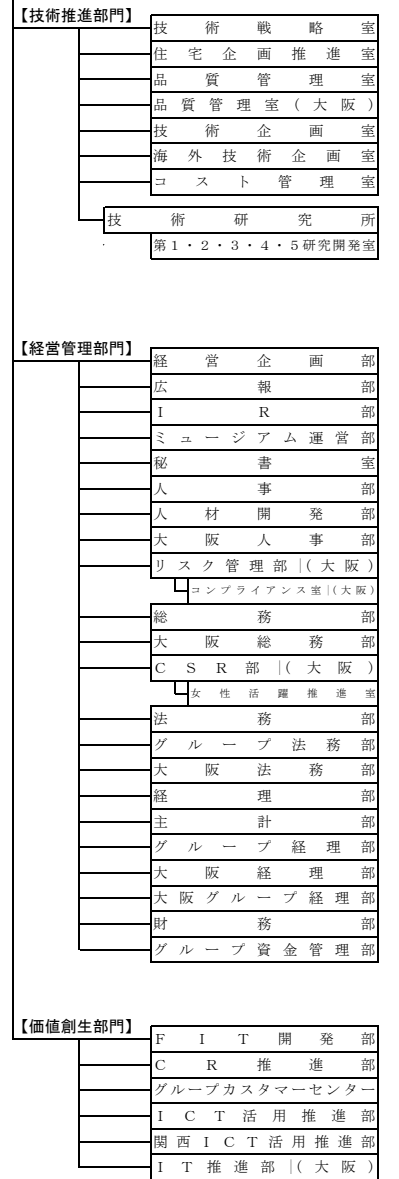 【技術推進部門】
技術戦略室
住宅企画推進室
品質管理室
品質管理室(大阪)
技術企画室
海外技術企画室
コスト管理室
技術研究所
第1・2・3・4・5研究開発室
【経営管理部門】
経営企画部
広報部
IR部
ミュージアム運営部
秘書室
人事部
人材開発部
大阪人事部
リスク管理部|(大阪)
コンプライアンス室|(大阪)
総務部
大阪総務部
CSR部|(大阪)
女性活躍推進室
法務部
グループ法務部
大阪法務部
経理部
主計部
グループ経理部
大阪経理部
大阪グループ経理部
財務部
グループ資金管理部
【価値創生部門】
FIT開発部
CR推進部
グループカスタマーセンター
ICT活用推進部
関西ICT活用推進部
IT推進部|(大阪)